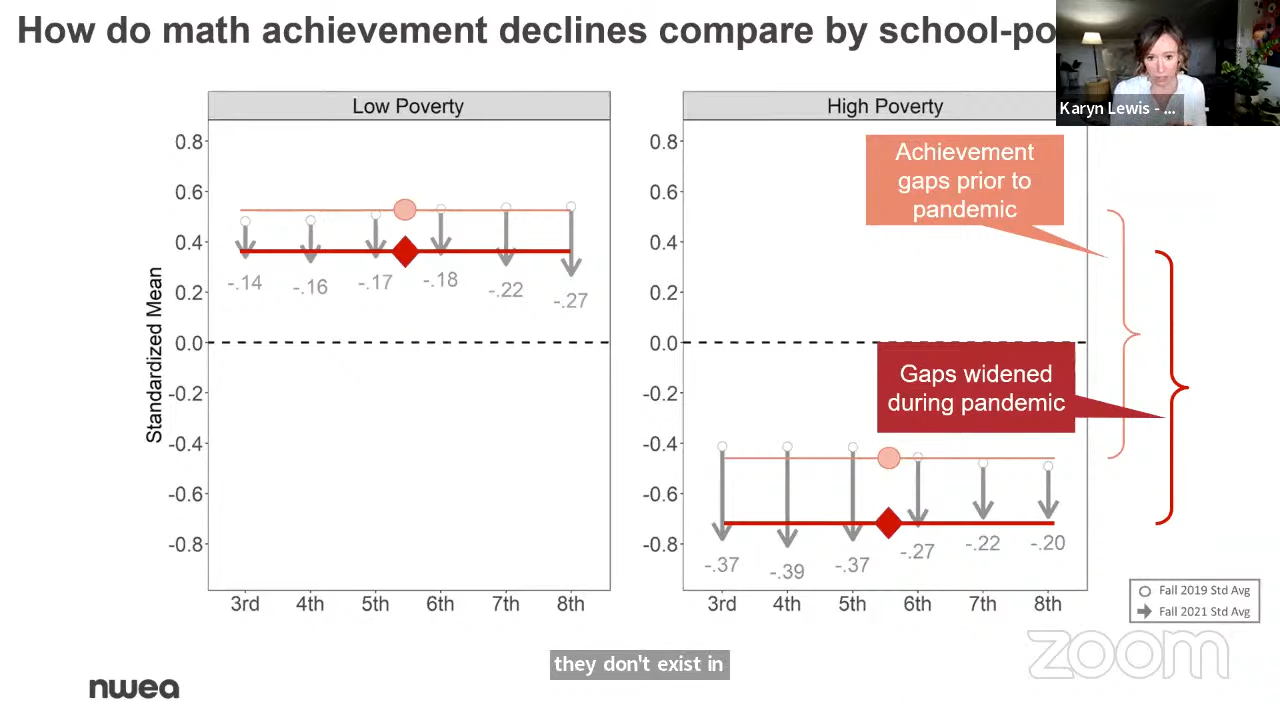 How do math achievement declines compare by school-po
Karyn Lewis - ...
Low Poverty
High Poverty
Standardized Mean
0.8
0.6
0.4
0.2
0.0
-0.2
-0.4
-0.6
-0.8
-.14
-.16
-.17
-.18
-.22
-.27
3rd
4th
5th
6th
7th
8th
0.8
0.6
0.4
0.2
0.0
-0.2
-0.4
-0.6
-0.8
Achievement
gaps prior to
pandemic
Gaps widened
during pandemic
-.37
-.39
-.37
-.27
-.22
-.20
3rd
4th
5th
6th
7th
8th
Fall 2019 Std Avg
Fall 2021 Std Avg
they don't exist in
zoom
nwea